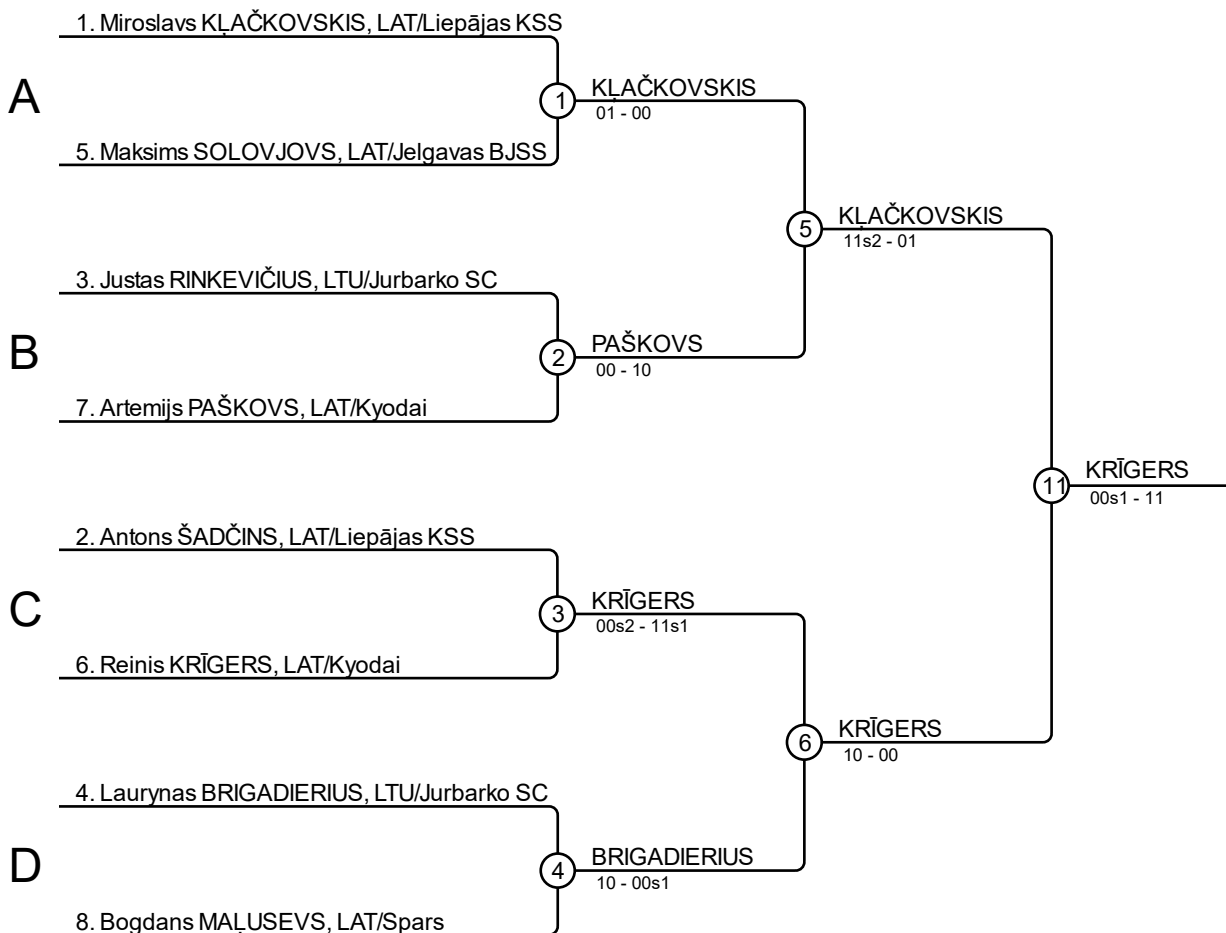 1. Miroslavs KĻAČKOVSKIS, LAT/Liepājas KSS
A
1
KĻAČKOVSKIS
01 - 00
5. Maksims SOLOVJOVS, LAT/Jelgavas BJSS
5
KĻAČKOVSKIS
11s2 - 01
3. Justas RINKEVIČIUS, LTU/Jurbarko SC
B
2
PAŠKOVS
00 - 10
7. Artemijs PAŠKOVS, LAT/Kyodai
11
KRĪGERS
00s1 - 11
2. Antons ŠADČINS, LAT/Liepājas KSS
C
3
KRĪGERS
00s2 - 11s1
6. Reinis KRĪGERS, LAT/Kyodai
6
KRĪGERS
10 - 00
4. Laurynas BRIGADIERIUS, LTU/Jurbarko SC
D
4
BRIGADIERIUS
10 - 00s1
8. Bogdans MAĻUSEVS, LAT/Spars